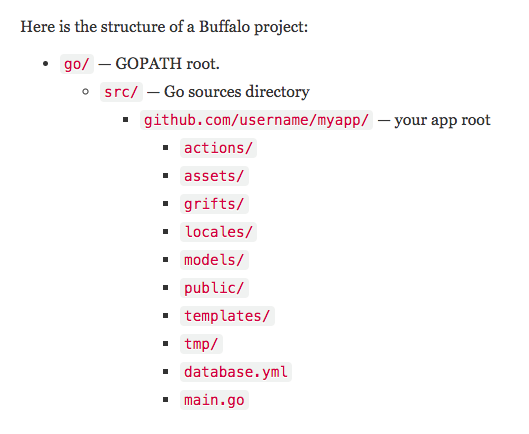 Here is the structure of a Buffalo project:
go/ — GOPATH root.
src/ — Go sources directory
github.com/username/myapp/ — your app root
actions/
assets/
grifts/
locales/
models/
public/
templates/
tmp/
database.yml
main.go